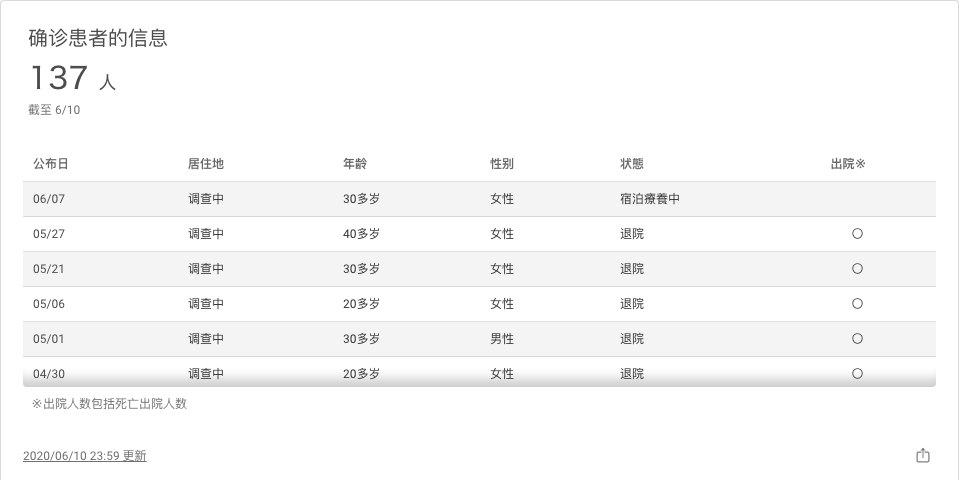 确诊患者的信息
137 人
截至 6/10
公布日 居住地 年龄 性别 状態 出院※
06/07 调查中 30多岁 女性 宿泊療養中
05/27 调查中 40多岁 女性 退院 ○
05/21 调查中 30多岁 女性 退院 ○
05/06 调查中 20多岁 女性 退院 ○
05/01 调查中 30多岁 男性 退院 ○
04/30 调查中 20多岁 女性 退院 ○
※出院人数包括死亡出院人数
2020/06/10 23:59 更新